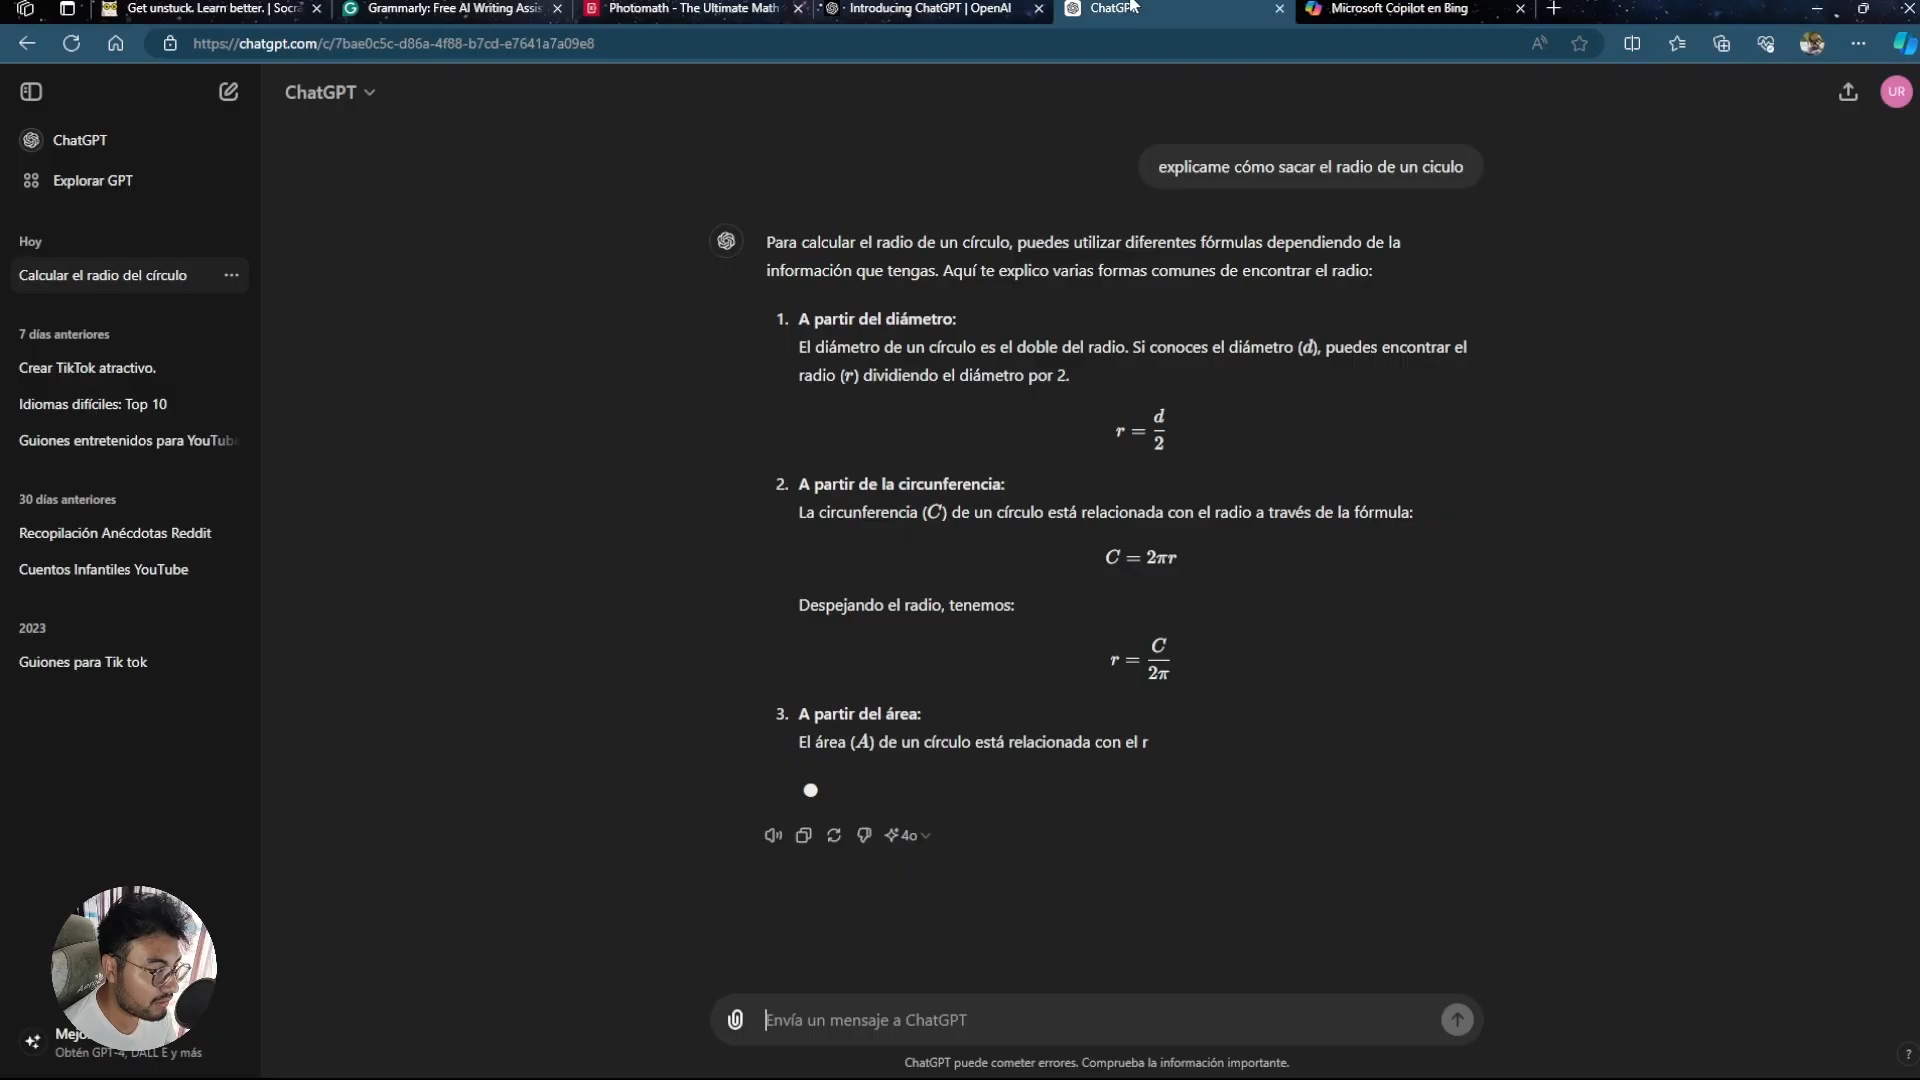 Get unstuck. Learn better. | Socra
Grammarly: Free AI Writing Assis
Photomath - The Ultimate Math
Introducing ChatGPT | OpenAI
ChatGPT
Microsoft Copilot en Bing
https://chatgpt.com/c/7bae0c5c-d86a-4f88-b7cd-e7641a7a09e8
ChatGPT
UR
ChatGPT
Explorar GPT
Hoy
Calcular el radio del círculo
7 días anteriores
Crear TikTok atractivo.
Idiomas difíciles: Top 10
Guiones entretenidos para YouTube
30 días anteriores
Recopilación Anécdotas Reddit
Cuentos Infantiles YouTube
2023
Guiones para Tik tok
Mejo
Obtén GPT-4, DALL·E y más
explicame cómo sacar el radio de un ciculo
Para calcular el radio de un círculo, puedes utilizar diferentes fórmulas dependiendo de la
información que tengas. Aquí te explico varias formas comunes de encontrar el radio:
1. A partir del diámetro:
El diámetro de un círculo es el doble del radio. Si conoces el diámetro (d), puedes encontrar el
radio (r) dividiendo el diámetro por 2.
r = d/2
2. A partir de la circunferencia:
La circunferencia (C) de un círculo está relacionada con el radio a través de la fórmula:
C = 2πr
Despejando el radio, tenemos:
r = C/2π
3. A partir del área:
El área (A) de un círculo está relacionada con el r
4o
Envía un mensaje a ChatGPT
ChatGPT puede cometer errores. Comprueba la información importante.
?